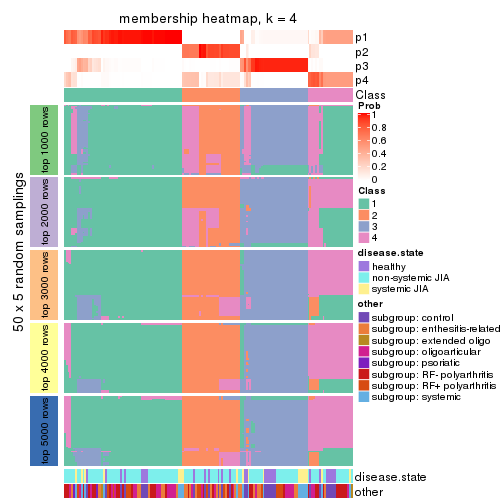 membership heatmap, k = 4
p1
p2
p3
p4
Class
50 x 5 random samplings
top 1000 rows
top 2000 rows
top 3000 rows
top 4000 rows
top 5000 rows
Prob
1
0.8
0.6
0.4
0.2
0
Class
1
2
3
4
disease.state
healthy
non-systemic JIA
systemic JIA
other
subgroup: control
subgroup: enthesitis-related
subgroup: extended oligo
subgroup: oligoarticular
subgroup: psoriatic
subgroup: RF- polyarthritis
subgroup: RF+ polyarthritis
subgroup: systemic
disease.state
other